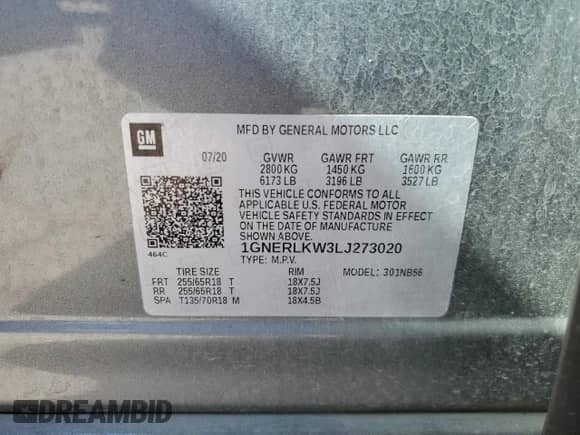 GM
MFD BY GENERAL MOTORS LLC
07/20 GVWR GAWR FRT GAWR RR
2800 KG 1450 KG 1600 KG
6173 LB 3196 LB 3527 LB
THIS VEHICLE CONFORMS TO ALL
APPLICABLE U.S. FEDERAL MOTOR
VEHICLE SAFETY STANDARDS IN EFFECT
ON THE DATE OF MANUFACTURE
SHOWN ABOVE.
464C 1GNERLKW3LJ273020
TYPE: M.P.V.
TIRE SIZE RIM MODEL: 301NB56
FRT 255/65R18 T 18X7.5J
RR 255/65R18 T 18X7.5J
SPA T135/70R18 M 18X4.5B
DREAMBID